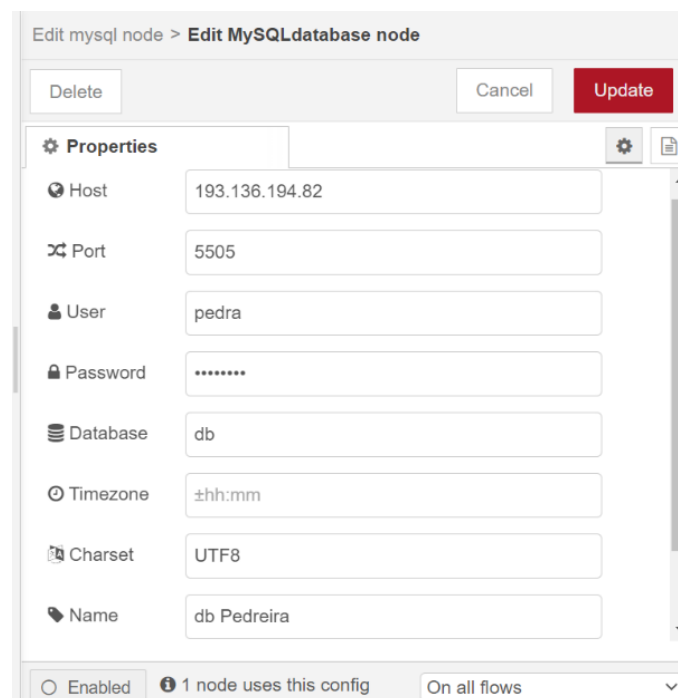 Edit mysql node > Edit MySQLdatabase node
Delete Cancel Update
Properties
Host 193.136.194.82
Port 5505
User pedra
Password ••••••••
Database db
Timezone ±hh:mm
Charset UTF8
Name db Pedreira
Enabled 1 node uses this config On all flows